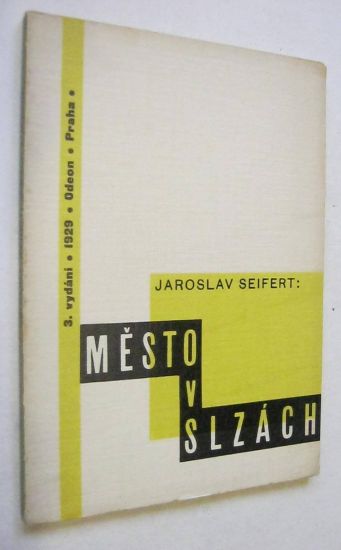 3. vydání • 1929 • Odeon • Praha •
JAROSLAV SEIFERT:
MĚSTO
V
SLZÁCH